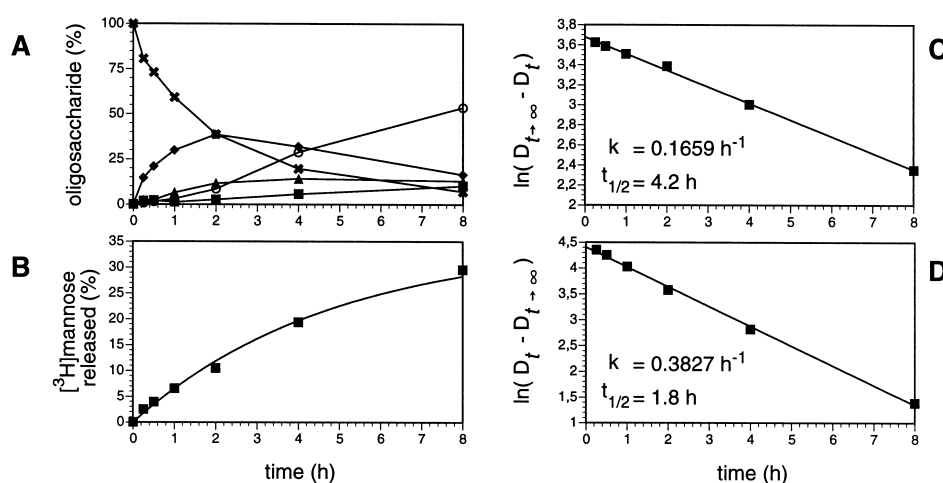 A
oligosaccharide (%)
100
75
50
25
0
0 1 2 3 4 5 6 7 8
B
[³H]mannose
released (%)
35
30
25
20
15
10
5
0
0 1 2 3 4 5 6 7 8
time (h)
C
ln( D t→∞ - D t)
3,8
3,6
3,4
3,2
3
2,8
2,6
2,4
2,2
2
k = 0.1659 h⁻¹
t1/2 = 4.2 h
0 1 2 3 4 5 6 7 8
D
ln( D t - D t→∞ )
4,5
4
3,5
3
2,5
2
1,5
1
k = 0.3827 h⁻¹
t1/2 = 1.8 h
0 1 2 3 4 5 6 7 8
time (h)